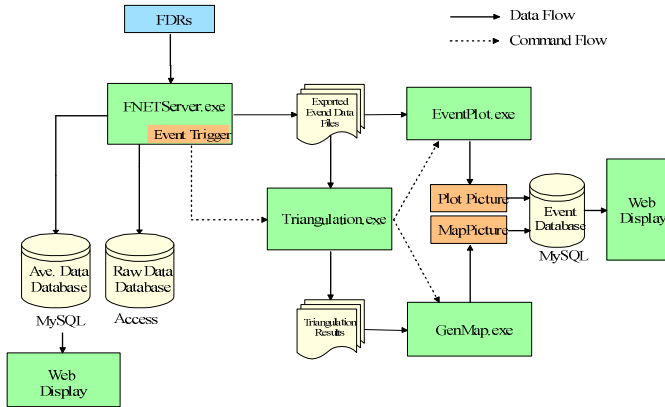 FDRs
Data Flow
Command Flow
FNETServer.exe
Event Trigger
Exported
Evend Data
Files
EventPlot.exe
Triangulation.exe
Plot Picture
MapPicture
Event
Database
MySQL
Web
Display
Ave. Data
Database
MySQL
Raw Data
Database
Access
Triangulation
Results
GenMap.exe
Web
Display